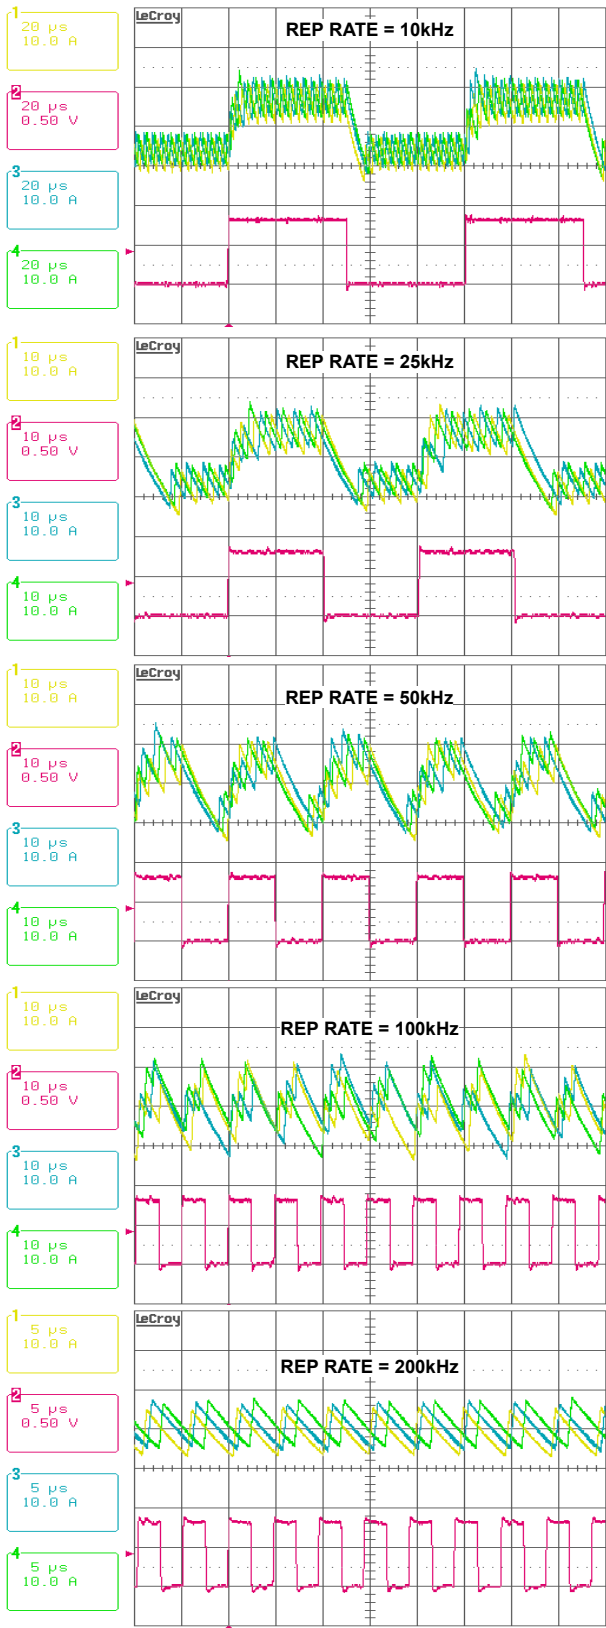 LeCroy
REP RATE = 10kHz
1
20 µs
10.0 A
2
20 µs
0.50 V
3
20 µs
10.0 A
4
20 µs
10.0 A
LeCroy
REP RATE = 25kHz
1
10 µs
10.0 A
2
10 µs
0.50 V
3
10 µs
10.0 A
4
10 µs
10.0 A
LeCroy
REP RATE = 50kHz
1
10 µs
10.0 A
2
10 µs
0.50 V
3
10 µs
10.0 A
4
10 µs
10.0 A
LeCroy
REP RATE = 100kHz
1
10 µs
10.0 A
2
10 µs
0.50 V
3
10 µs
10.0 A
4
10 µs
10.0 A
LeCroy
REP RATE = 200kHz
1
5 µs
10.0 A
2
5 µs
0.50 V
3
5 µs
10.0 A
4
5 µs
10.0 A